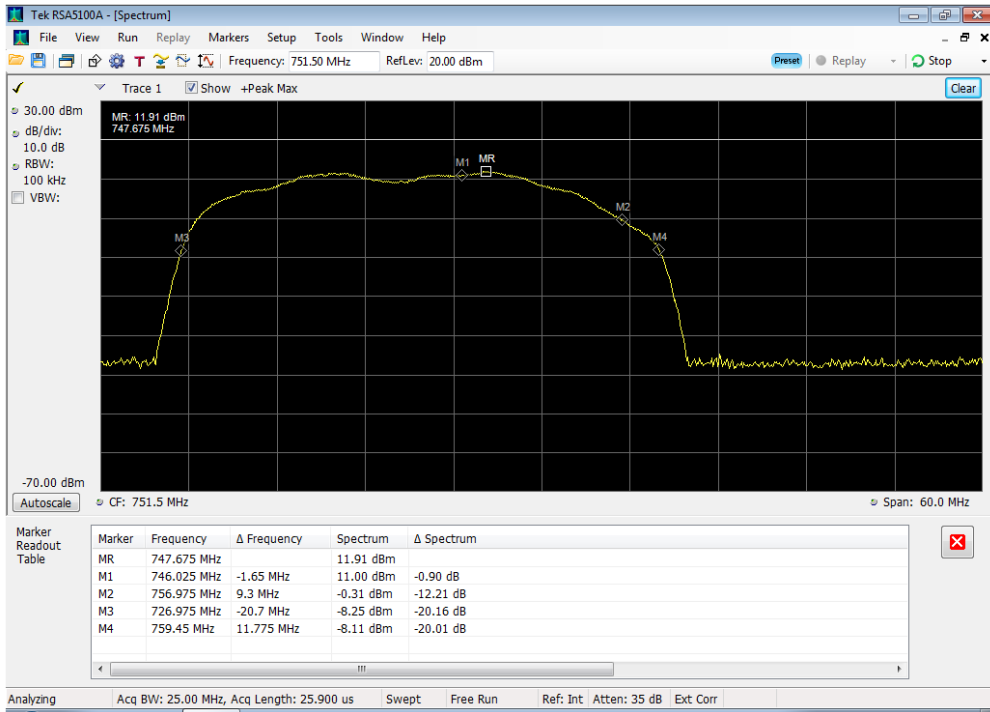 Tek RSA5100A - [Spectrum]
File View Run Replay Markers Setup Tools Window Help
T Frequency: 751.50 MHz RefLev: 20.00 dBm Preset Replay Stop
Trace 1 Show +Peak Max Clear
30.00 dBm
dB/div:
10.0 dB
RBW:
100 kHz
VBW:
MR: 11.91 dBm
747.675 MHz
M1 MR
M2
M3 M4
-70.00 dBm
Autoscale CF: 751.5 MHz Span: 60.0 MHz
Marker
Readout
Table
Marker Frequency Δ Frequency Spectrum Δ Spectrum
MR 747.675 MHz 11.91 dBm
M1 746.025 MHz -1.65 MHz 11.00 dBm -0.90 dB
M2 756.975 MHz 9.3 MHz -0.31 dBm -12.21 dB
M3 726.975 MHz -20.7 MHz -8.25 dBm -20.16 dB
M4 759.45 MHz 11.775 MHz -8.11 dBm -20.01 dB
Analyzing Acq BW: 25.00 MHz, Acq Length: 25.900 us Swept Free Run Ref: Int Atten: 35 dB Ext Corr